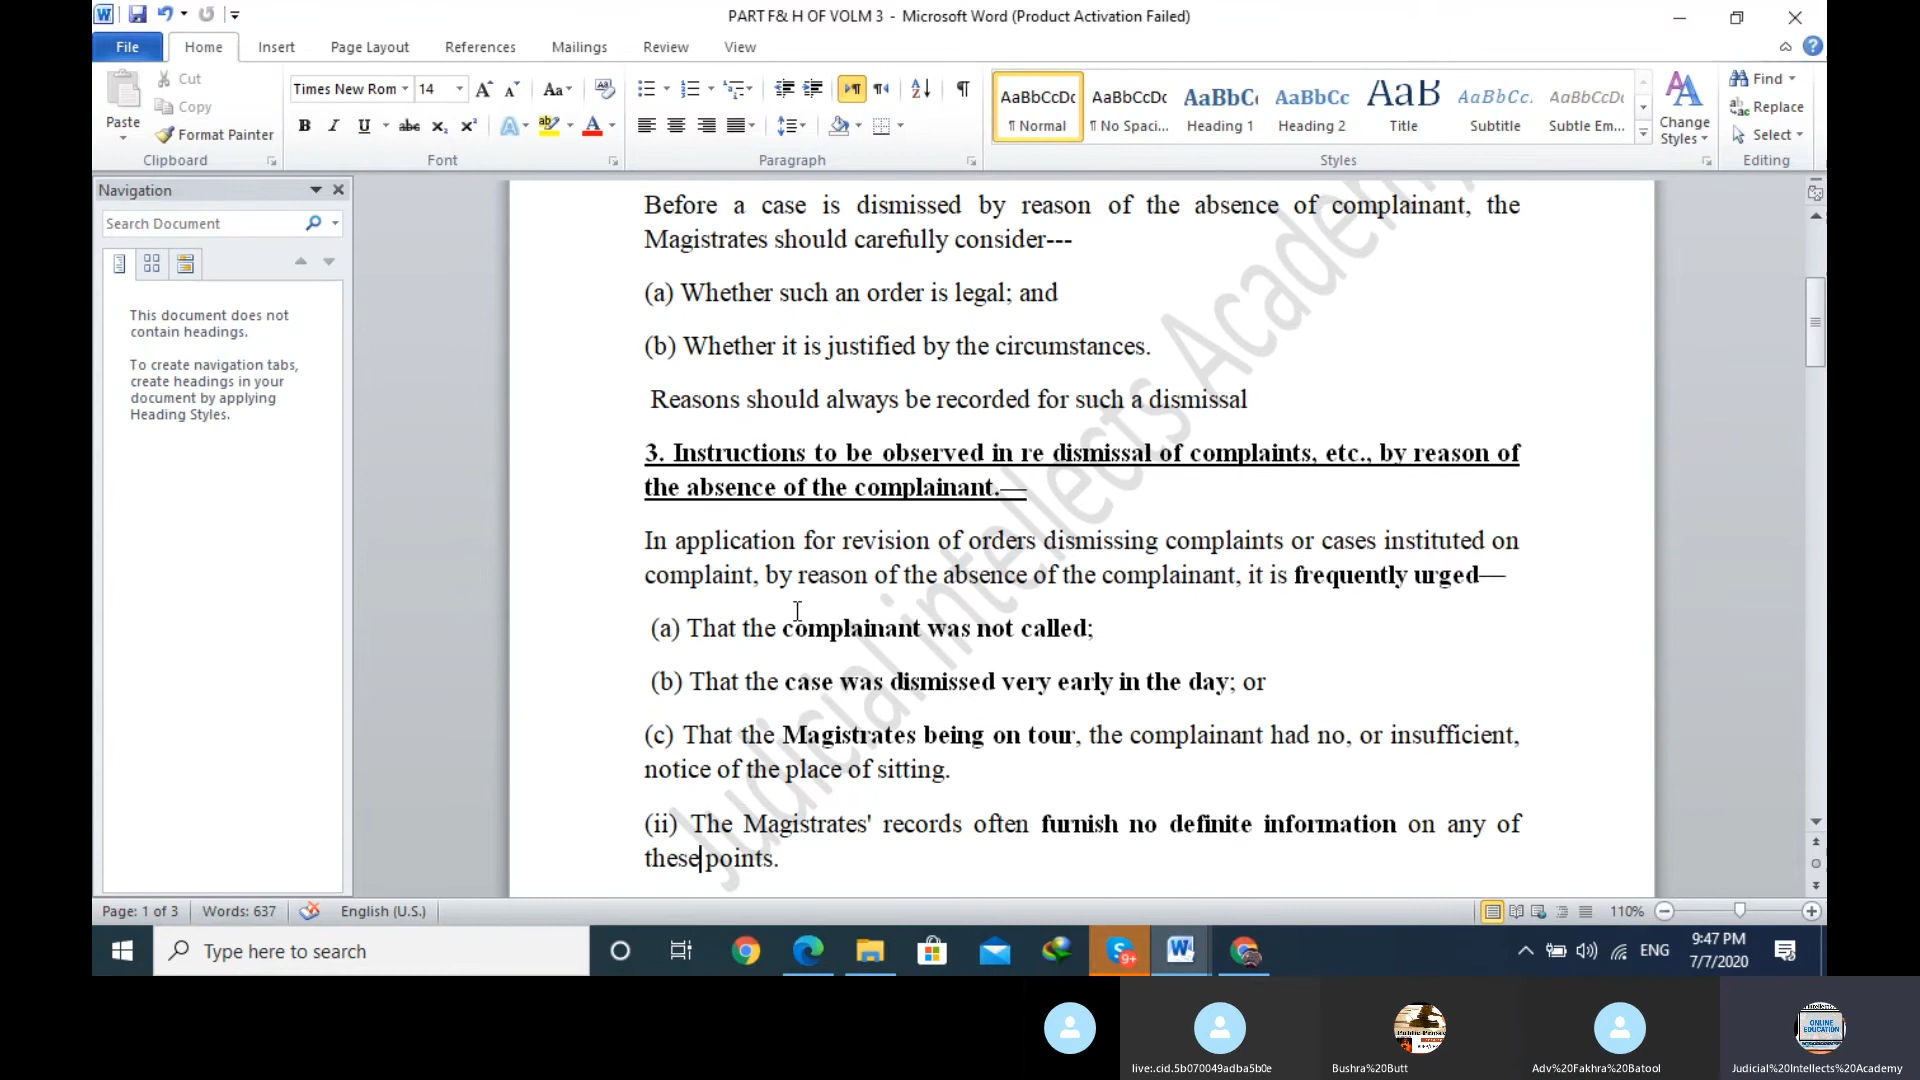 PART F& H OF VOLM 3 - Microsoft Word (Product Activation Failed)
File Home Insert Page Layout References Mailings Review View
Cut
Copy
Format Painter
Paste
Clipboard
Times New Rom 14
Font
Paragraph
AaBbCcDc AaBbCcDc AaBbC AaBbCc AaB AaBbCc. AaBbCcDc
¶ Normal ¶ No Spaci... Heading 1 Heading 2 Title Subtitle Subtle Em...
Styles
Change
Styles
Find
Replace
Select
Editing
Navigation
Search Document
This document does not
contain headings.
To create navigation tabs,
create headings in your
document by applying
Heading Styles.
Judicial intellects Academy
Before a case is dismissed by reason of the absence of complainant, the
Magistrates should carefully consider---
(a) Whether such an order is legal; and
(b) Whether it is justified by the circumstances.
Reasons should always be recorded for such a dismissal
3. Instructions to be observed in re dismissal of complaints, etc., by reason of
the absence of the complainant.—
In application for revision of orders dismissing complaints or cases instituted on
complaint, by reason of the absence of the complainant, it is frequently urged—
(a) That the complainant was not called;
(b) That the case was dismissed very early in the day; or
(c) That the Magistrates being on tour, the complainant had no, or insufficient,
notice of the place of sitting.
(ii) The Magistrates' records often furnish no definite information on any of
these points.
Page: 1 of 3 Words: 637 English (U.S.) 110%
Type here to search
9+
ENG
9:47 PM
7/7/2020
ONLINE
EDUCATION
live:.cid.5b070049adba5b0e Bushra%20Butt Adv%20Fakhra%20Batool Judicial%20Intellects%20Academy